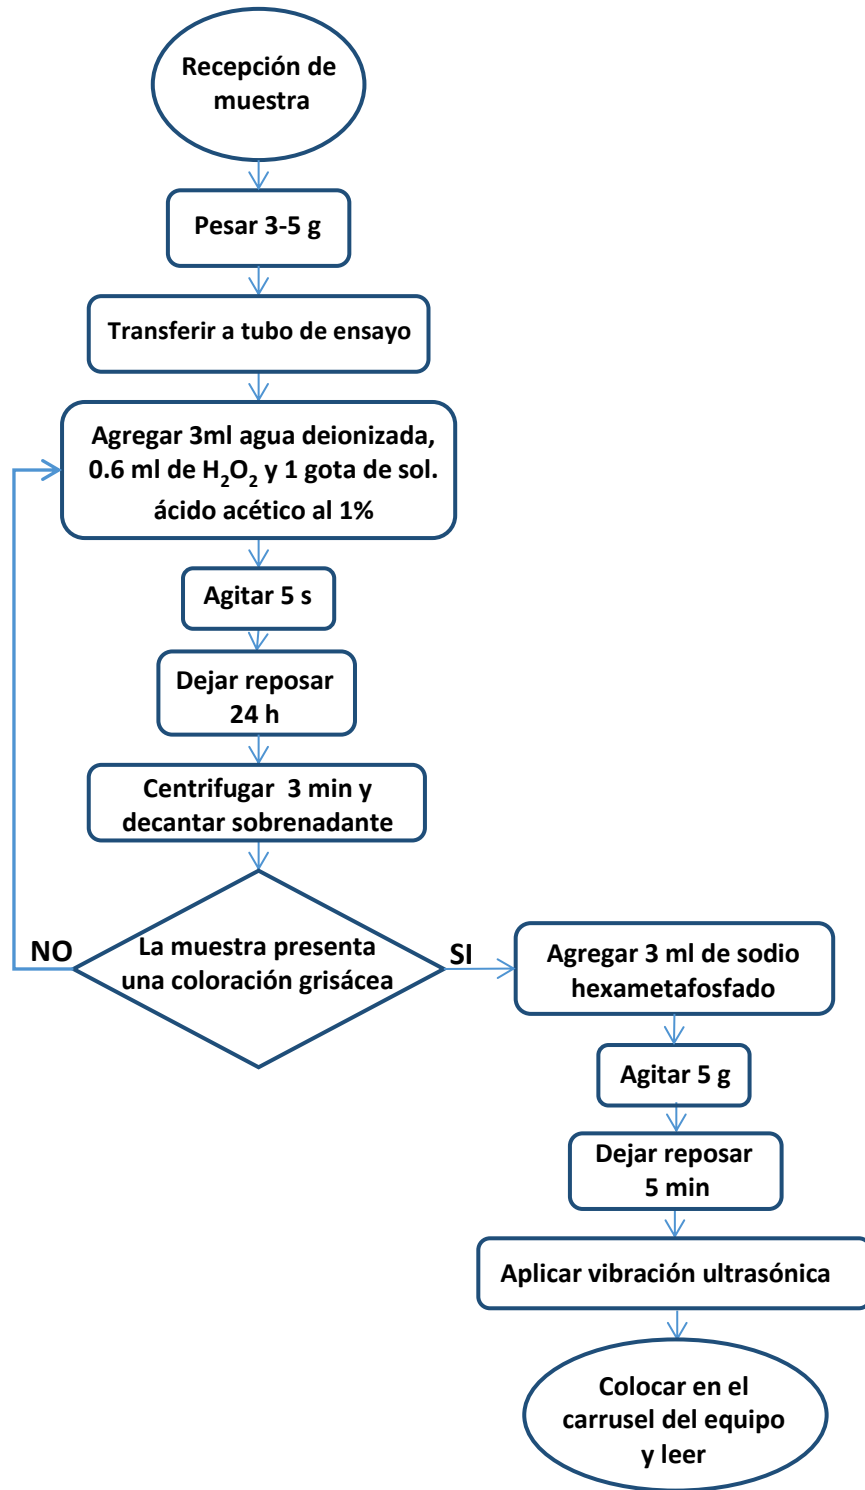 Recepción de
muestra
Pesar 3-5 g
Transferir a tubo de ensayo
Agregar 3ml agua deionizada,
0.6 ml de H₂O₂ y 1 gota de sol.
ácido acético al 1%
Agitar 5 s
Dejar reposar
24 h
Centrifugar 3 min y
decantar sobrenadante
La muestra presenta
una coloración grisácea
NO
SI
Agregar 3 ml de sodio
hexametafosfado
Agitar 5 g
Dejar reposar
5 min
Aplicar vibración ultrasónica
Colocar en el
carrusel del equipo
y leer